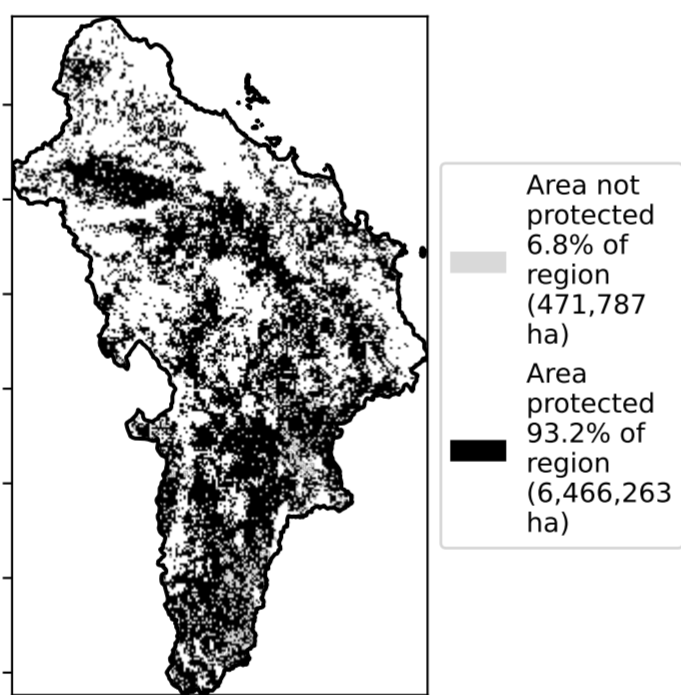 Area not
protected
6.8% of
region
(471,787
ha)
Area
protected
93.2% of
region
(6,466,263
ha)